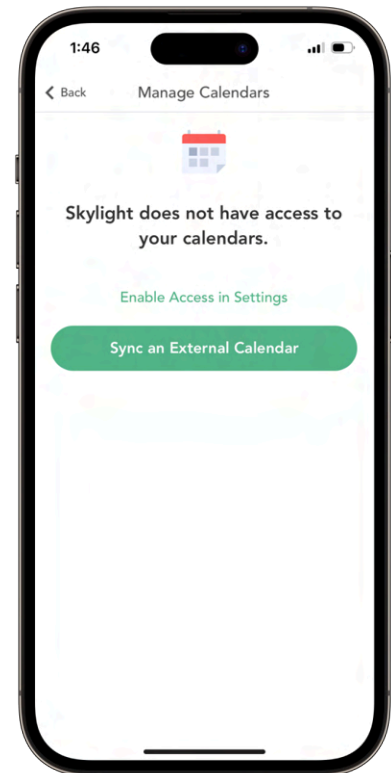 1:46
Back Manage Calendars
Skylight does not have access to
your calendars.
Enable Access in Settings
Sync an External Calendar